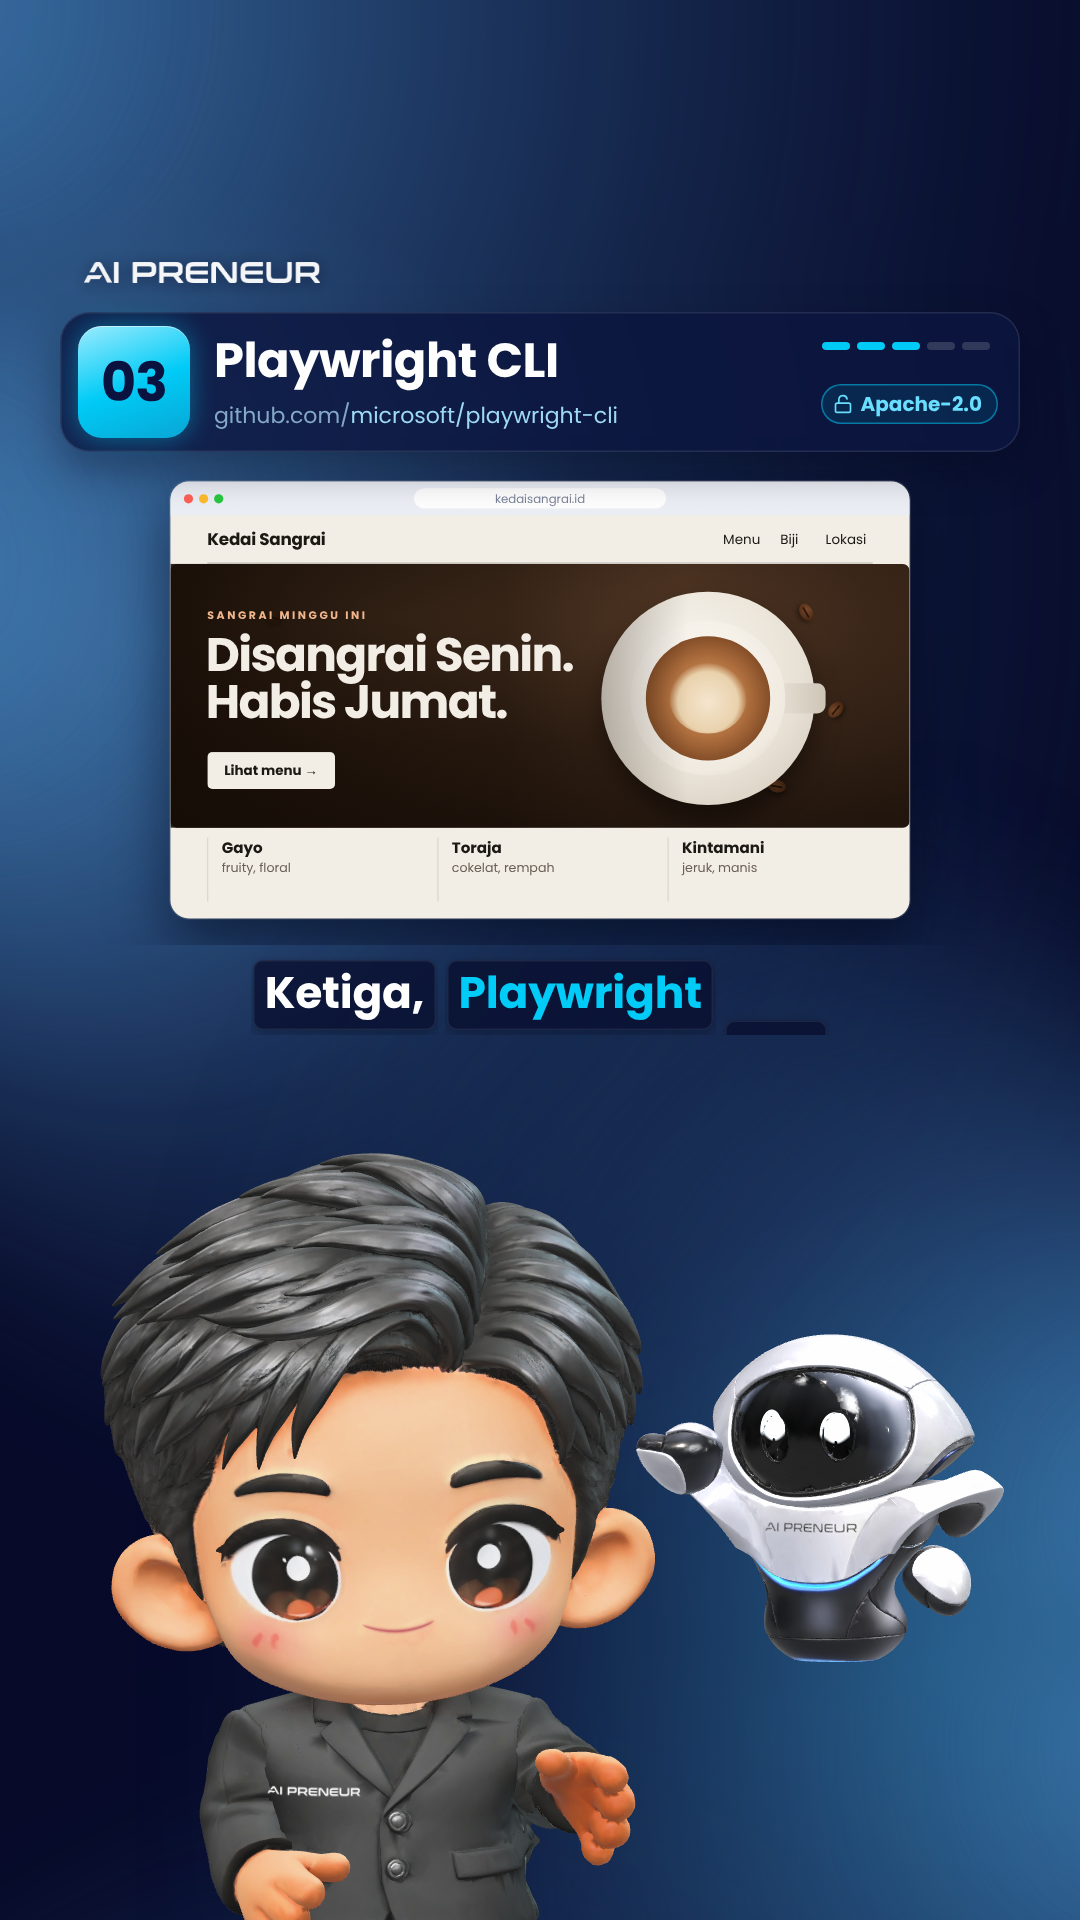 AI PRENEUR
03
Playwright CLI
github.com/microsoft/playwright-cli
Apache-2.0
kedaisangrai.id
Kedai Sangrai
Menu Biji Lokasi
SANGRAI MINGGU INI
Disangrai Senin.
Habis Jumat.
Lihat menu →
Gayo
fruity, floral
Toraja
cokelat, rempah
Kintamani
jeruk, manis
Ketiga, Playwright
AI PRENEUR
AI PRENEUR